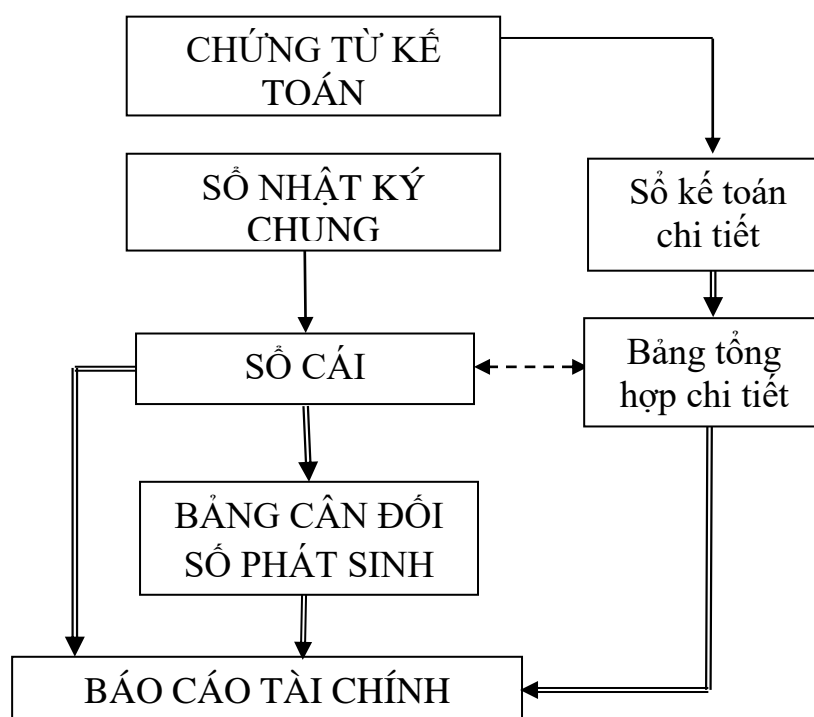 CHỨNG TỪ KẾ
TOÁN
SỔ NHẬT KÝ
CHUNG
Sổ kế toán
chi tiết
SỔ CÁI
Bảng tổng
hợp chi tiết
BẢNG CÂN ĐỐI
SỐ PHÁT SINH
BÁO CÁO TÀI CHÍNH